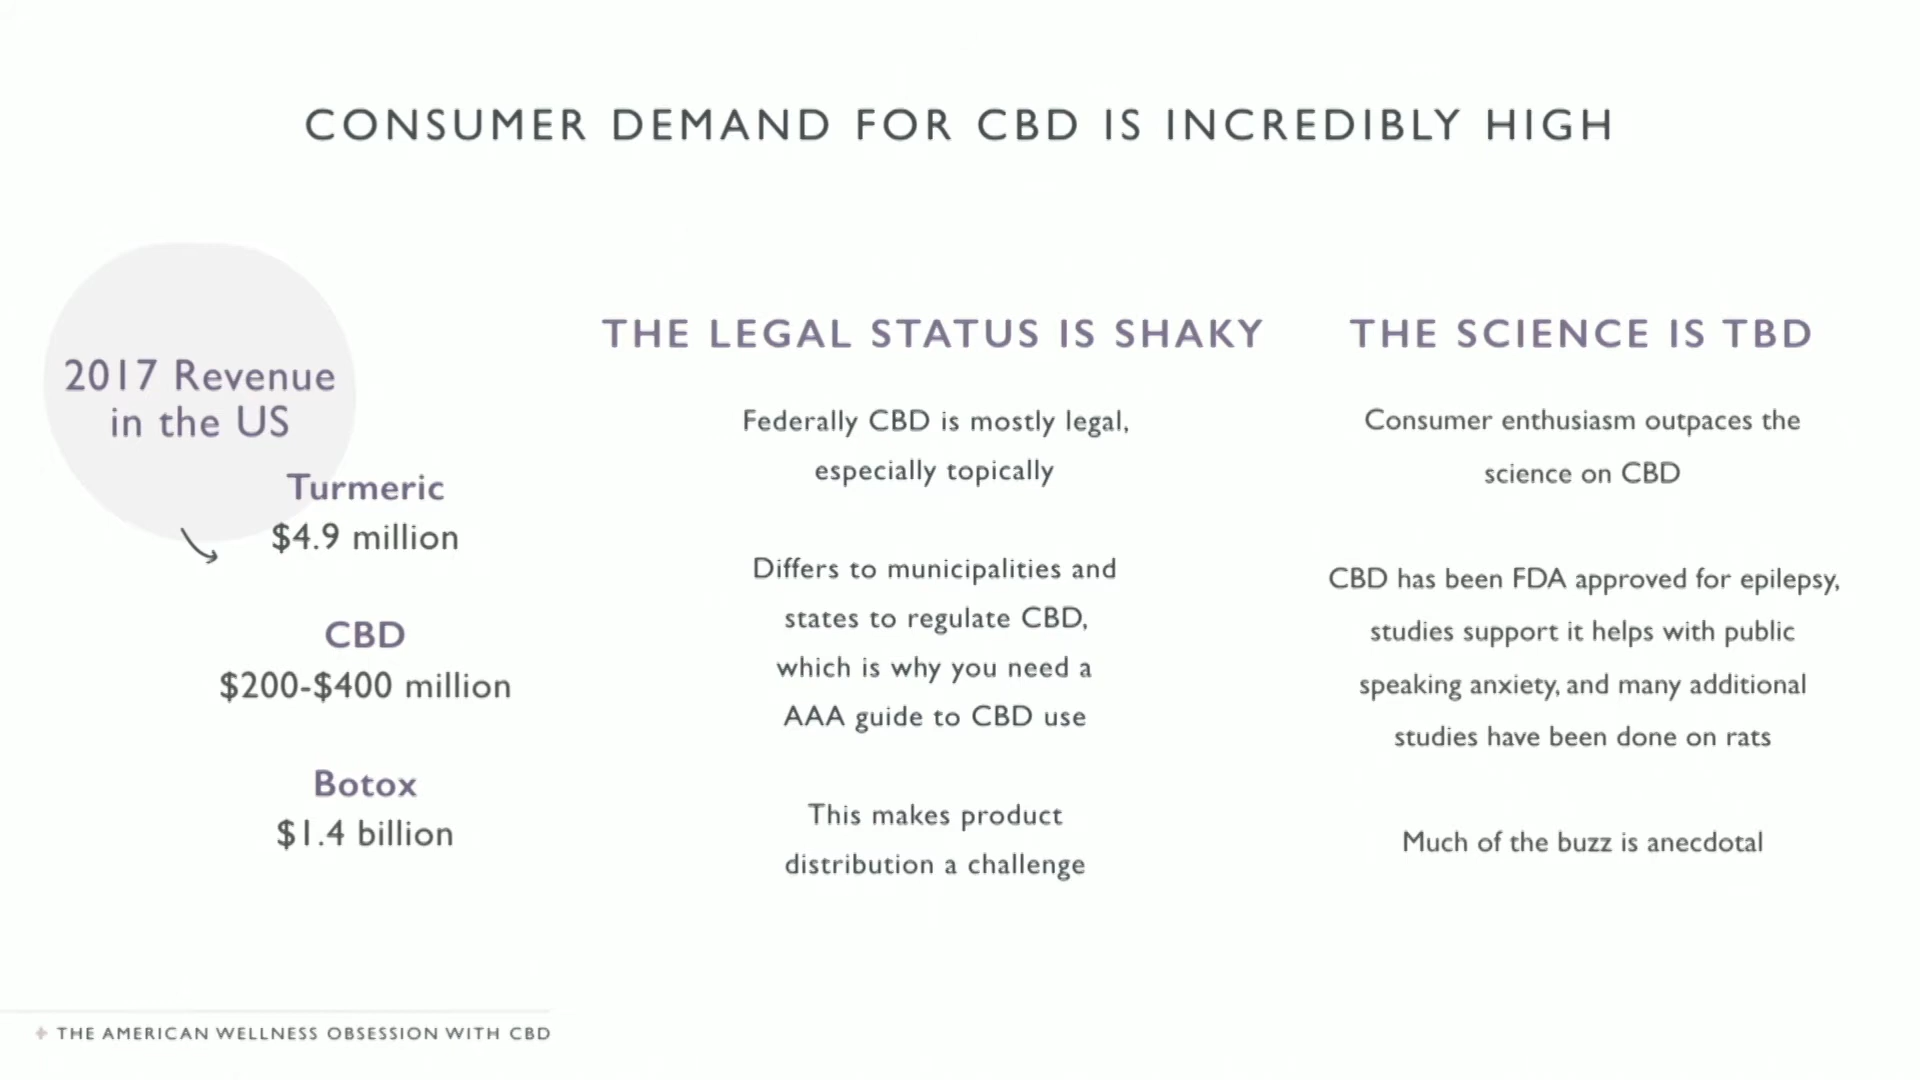 CONSUMER DEMAND FOR CBD IS INCREDIBLY HIGH
2017 Revenue
in the US
Turmeric
$4.9 million
CBD
$200-$400 million
Botox
$1.4 billion
THE LEGAL STATUS IS SHAKY
Federally CBD is mostly legal,
especially topically
Differs to municipalities and
states to regulate CBD,
which is why you need a
AAA guide to CBD use
This makes product
distribution a challenge
THE SCIENCE IS TBD
Consumer enthusiasm outpaces the
science on CBD
CBD has been FDA approved for epilepsy,
studies support it helps with public
speaking anxiety, and many additional
studies have been done on rats
Much of the buzz is anecdotal
THE AMERICAN WELLNESS OBSESSION WITH CBD